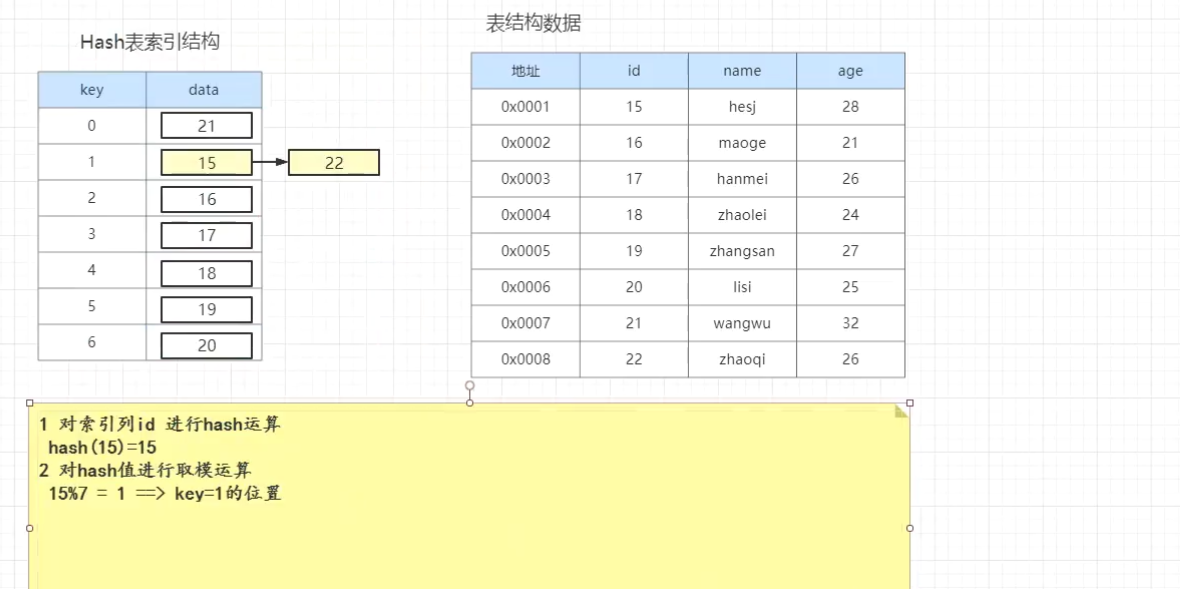 Hash表索引结构
key data
0 21
1 15 22
2 16
3 17
4 18
5 19
6 20
表结构数据
地址 id name age
0x0001 15 hesj 28
0x0002 16 maoge 21
0x0003 17 hanmei 26
0x0004 18 zhaolei 24
0x0005 19 zhangsan 27
0x0006 20 lisi 25
0x0007 21 wangwu 32
0x0008 22 zhaoqi 26
1 对索引列id 进行hash运算
hash(15)=15
2 对hash值进行取模运算
15%7 = 1 ==> key=1的位置